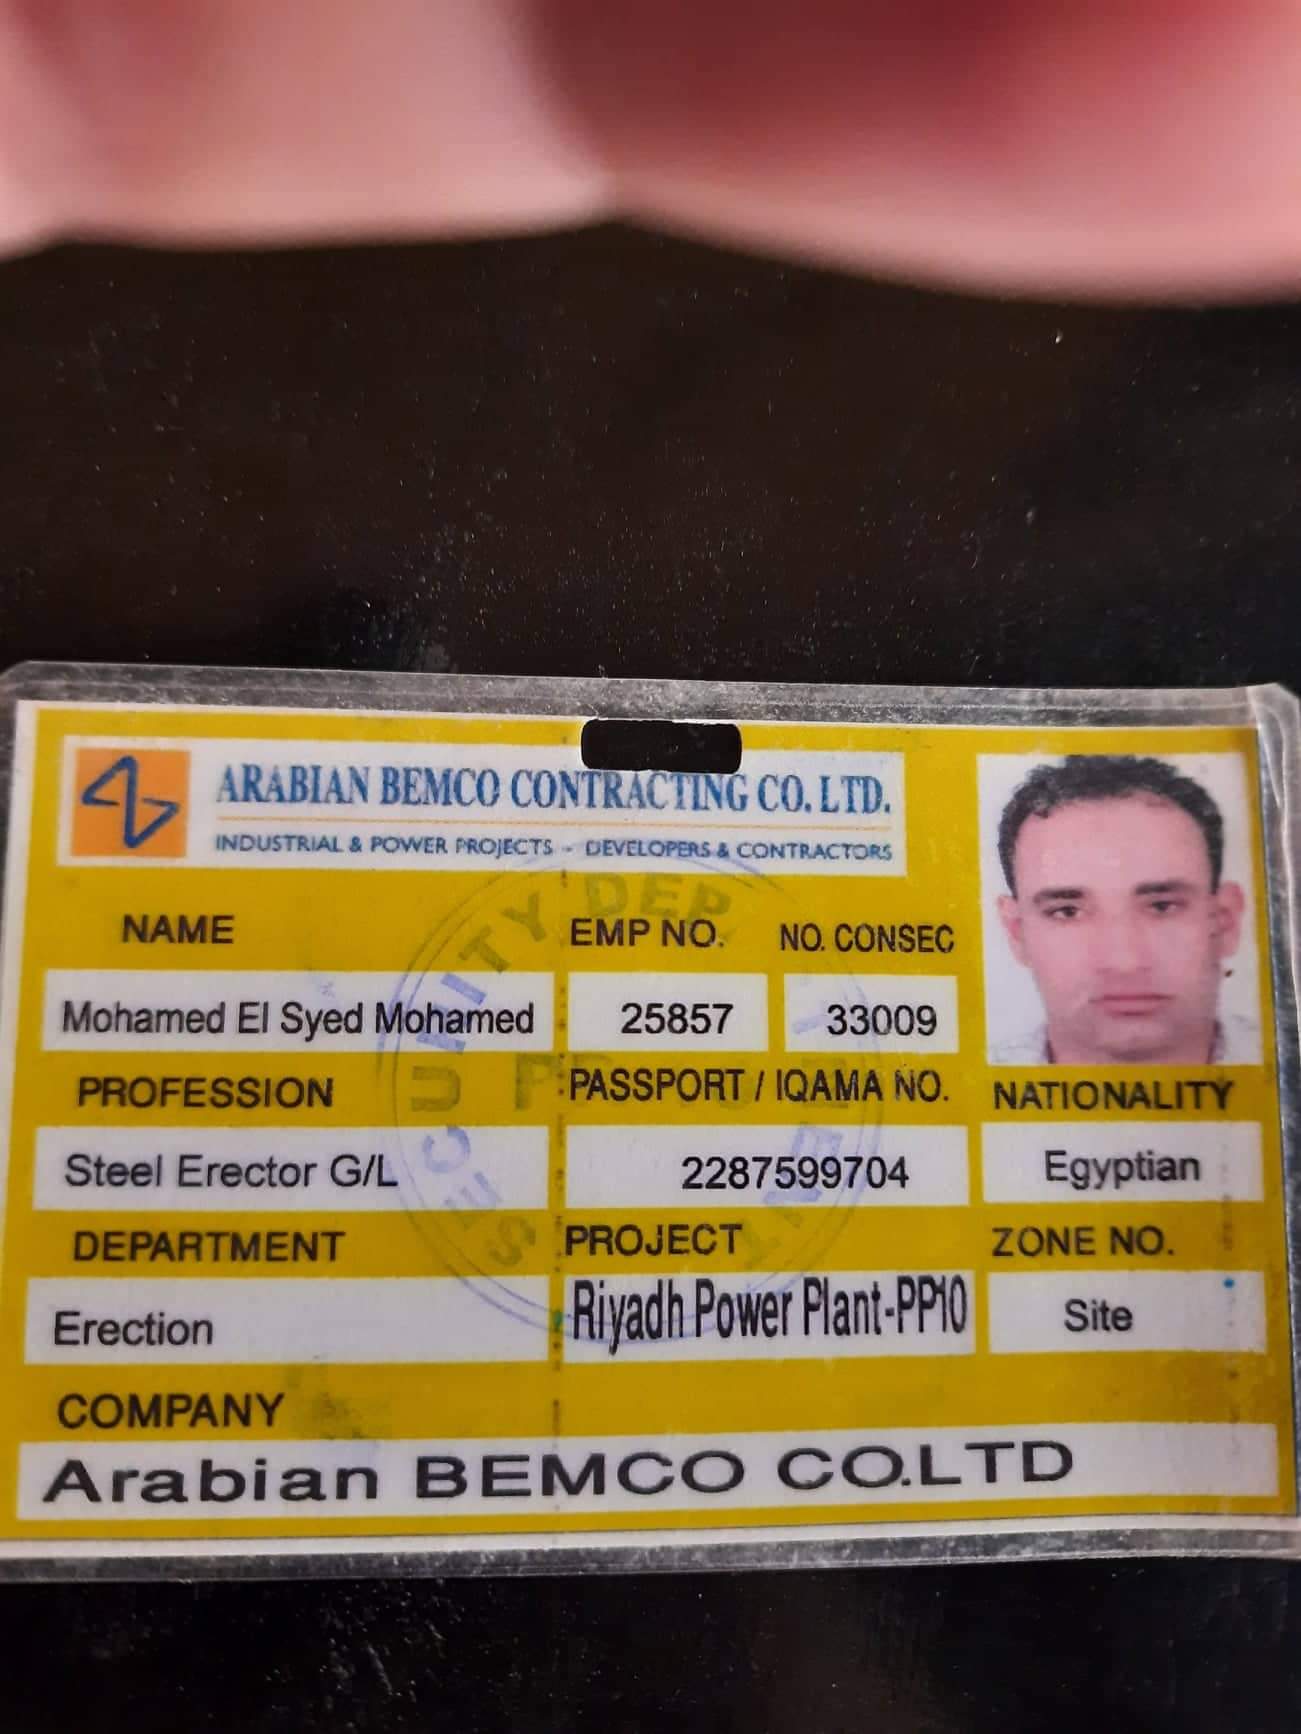 ARABIAN BEMCO CONTRACTING CO. LTD.
INDUSTRIAL & POWER PROJECTS - DEVELOPERS & CONTRACTORS
NAME
EMP NO.
NO. CONSEC
Mohamed El Syed Mohamed
25857
33009
PROFESSION
PASSPORT / IQAMA NO.
NATIONALITY
Steel Erector G/L
2287599704
Egyptian
DEPARTMENT
PROJECT
ZONE NO.
Erection
Riyadh Power Plant-PP10
Site
COMPANY
Arabian BEMCO CO.LTD